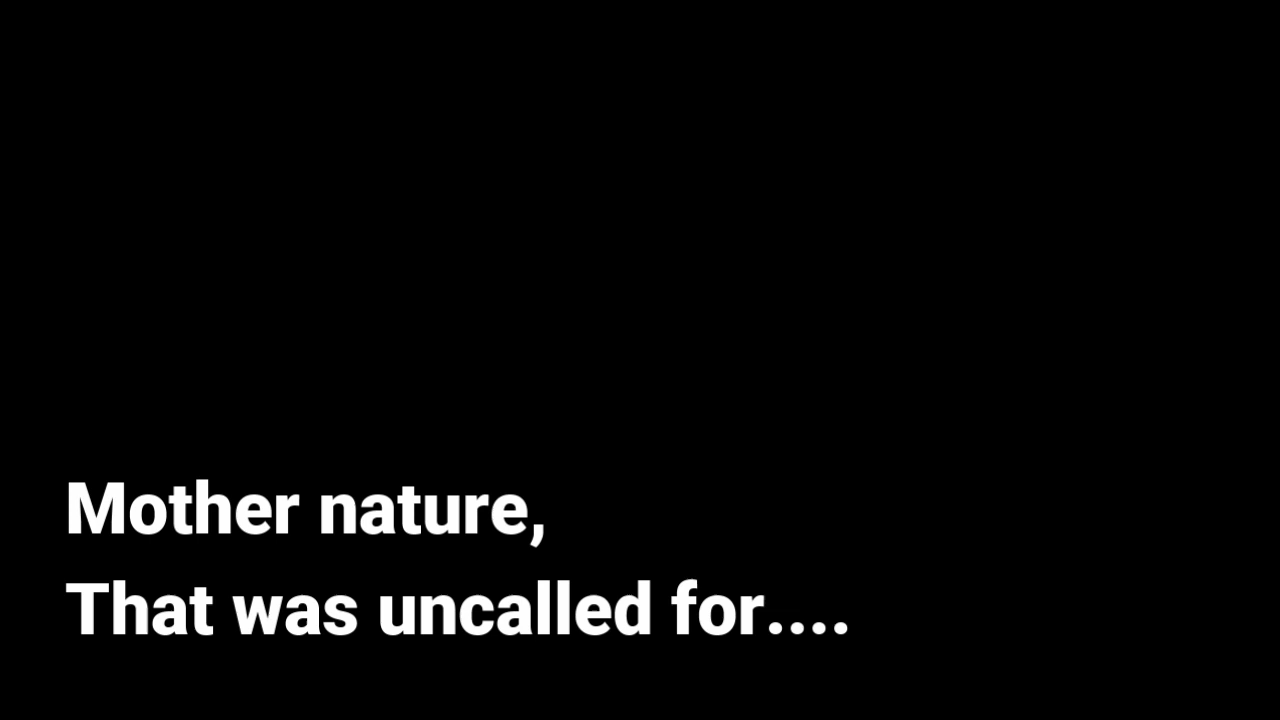 Mother nature,
That was uncalled for....